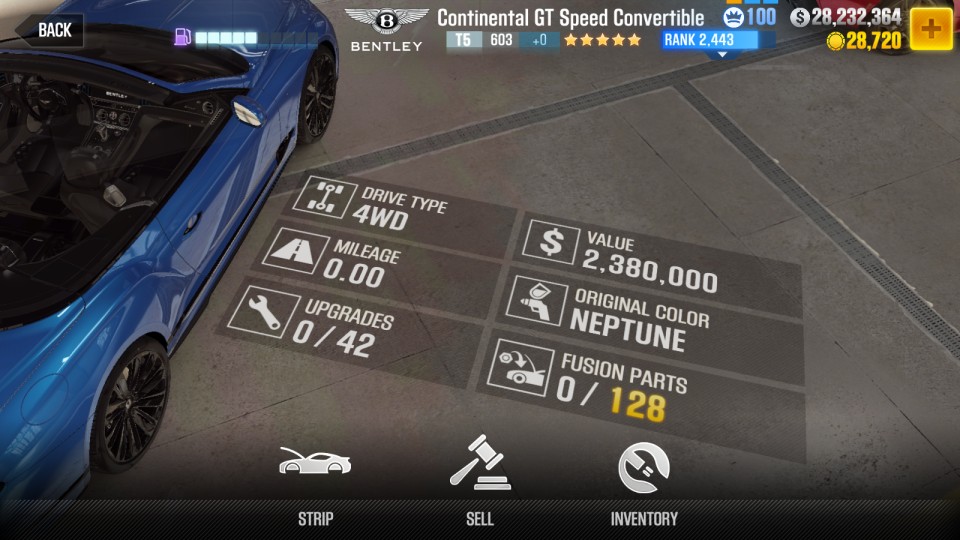 BACK
BENTLEY
Continental GT Speed Convertible
T5 603 +0
100
28,232,364
RANK 2,443
28,720
DRIVE TYPE
4WD
MILEAGE
0.00
UPGRADES
0 / 42
$ VALUE
2,380,000
ORIGINAL COLOR
NEPTUNE
FUSION PARTS
0 / 128
STRIP
SELL
INVENTORY